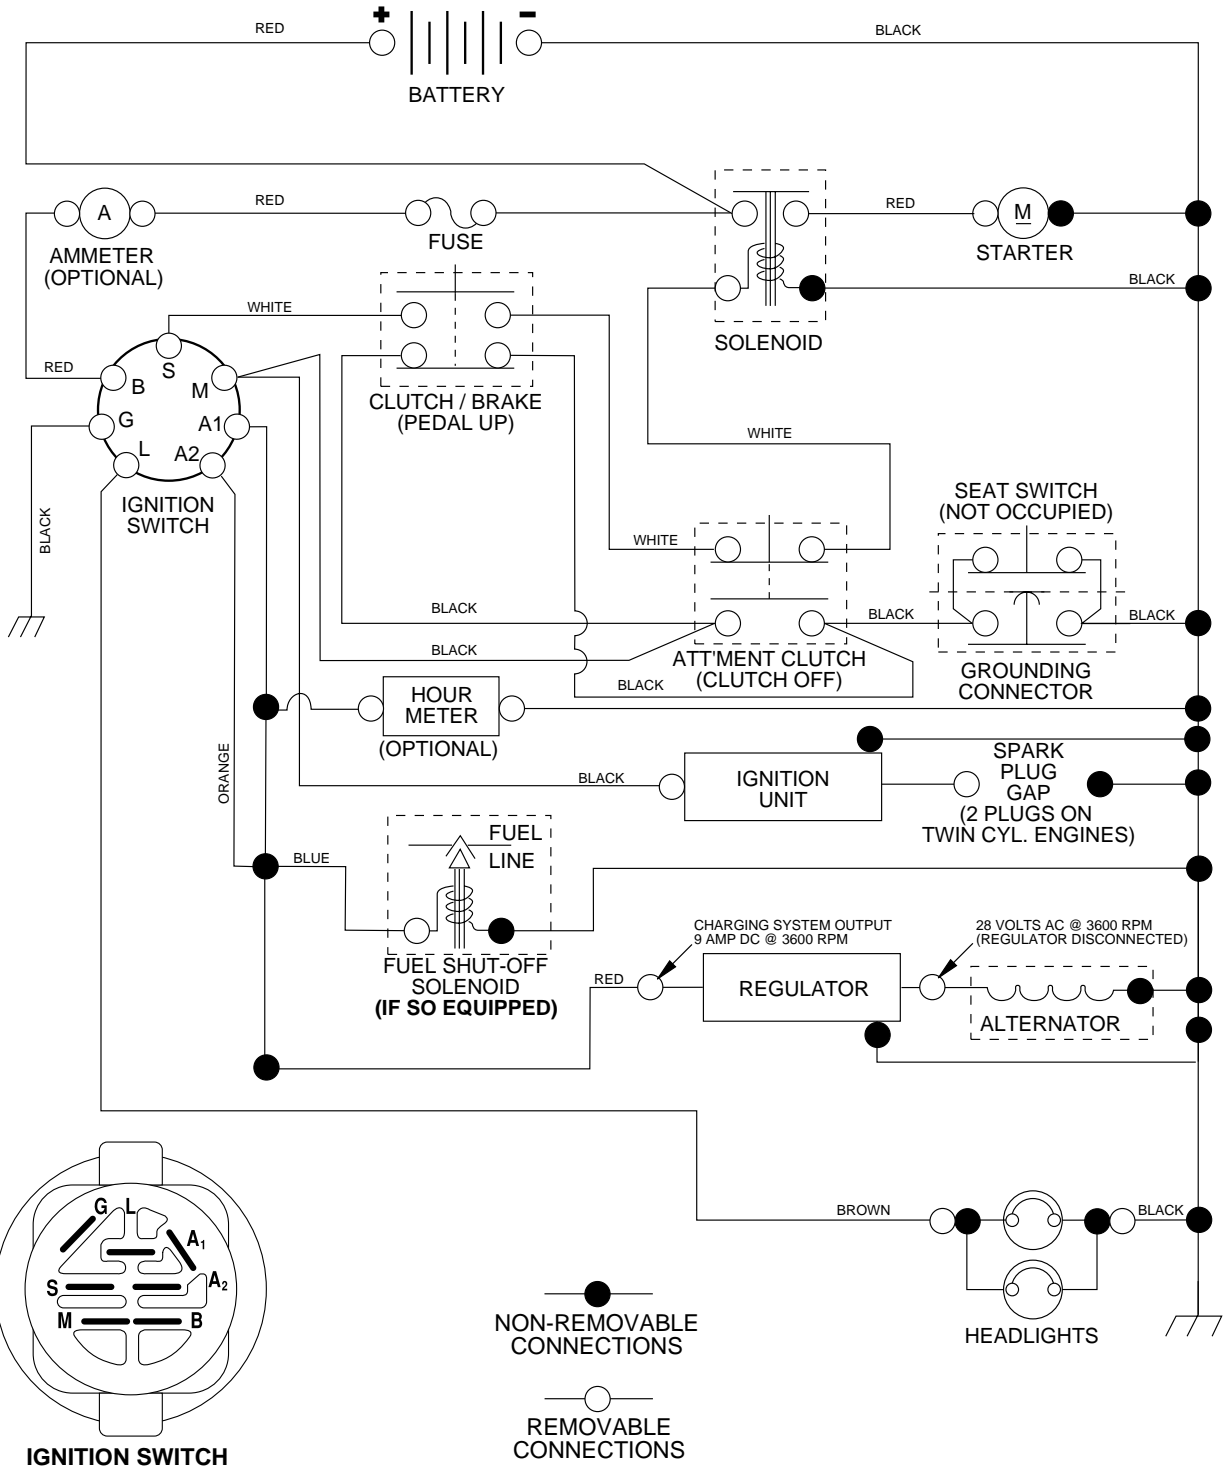 +
-
RED
BLACK
BATTERY
A
RED
FUSE
AMMETER
(OPTIONAL)
RED
M
STARTER
BLACK
SOLENOID
WHITE
RED
S
B
M
G
A1
L
A2
IGNITION
SWITCH
CLUTCH / BRAKE
(PEDAL UP)
WHITE
BLACK
SEAT SWITCH
(NOT OCCUPIED)
WHITE
BLACK
BLACK
BLACK
BLACK
ATT'MENT CLUTCH
(CLUTCH OFF)
GROUNDING
CONNECTOR
BLACK
HOUR
METER
(OPTIONAL)
ORANGE
BLACK
IGNITION
UNIT
SPARK
PLUG
GAP
(2 PLUGS ON
TWIN CYL. ENGINES)
FUEL
LINE
BLUE
FUEL SHUT-OFF
SOLENOID
(IF SO EQUIPPED)
CHARGING SYSTEM OUTPUT
9 AMP DC @ 3600 RPM
28 VOLTS AC @ 3600 RPM
(REGULATOR DISCONNECTED)
RED
REGULATOR
ALTERNATOR
G
L
A1
S
A2
M
B
IGNITION SWITCH
BROWN
BLACK
HEADLIGHTS
NON-REMOVABLE
CONNECTIONS
REMOVABLE
CONNECTIONS